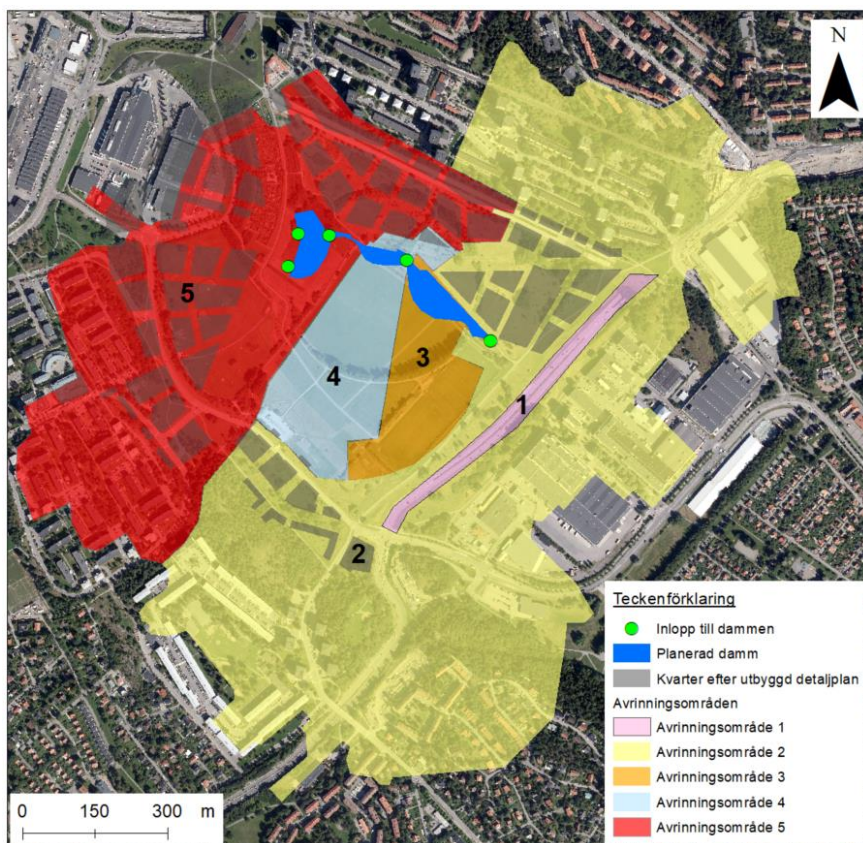 N
5
4
3
1
2
Teckenförklaring
Inlopp till dammen
Planerad damm
Kvarter efter utbyggd detaljplan
Avrinningsområden
Avrinningsområde 1
Avrinningsområde 2
Avrinningsområde 3
Avrinningsområde 4
Avrinningsområde 5
0 150 300 m